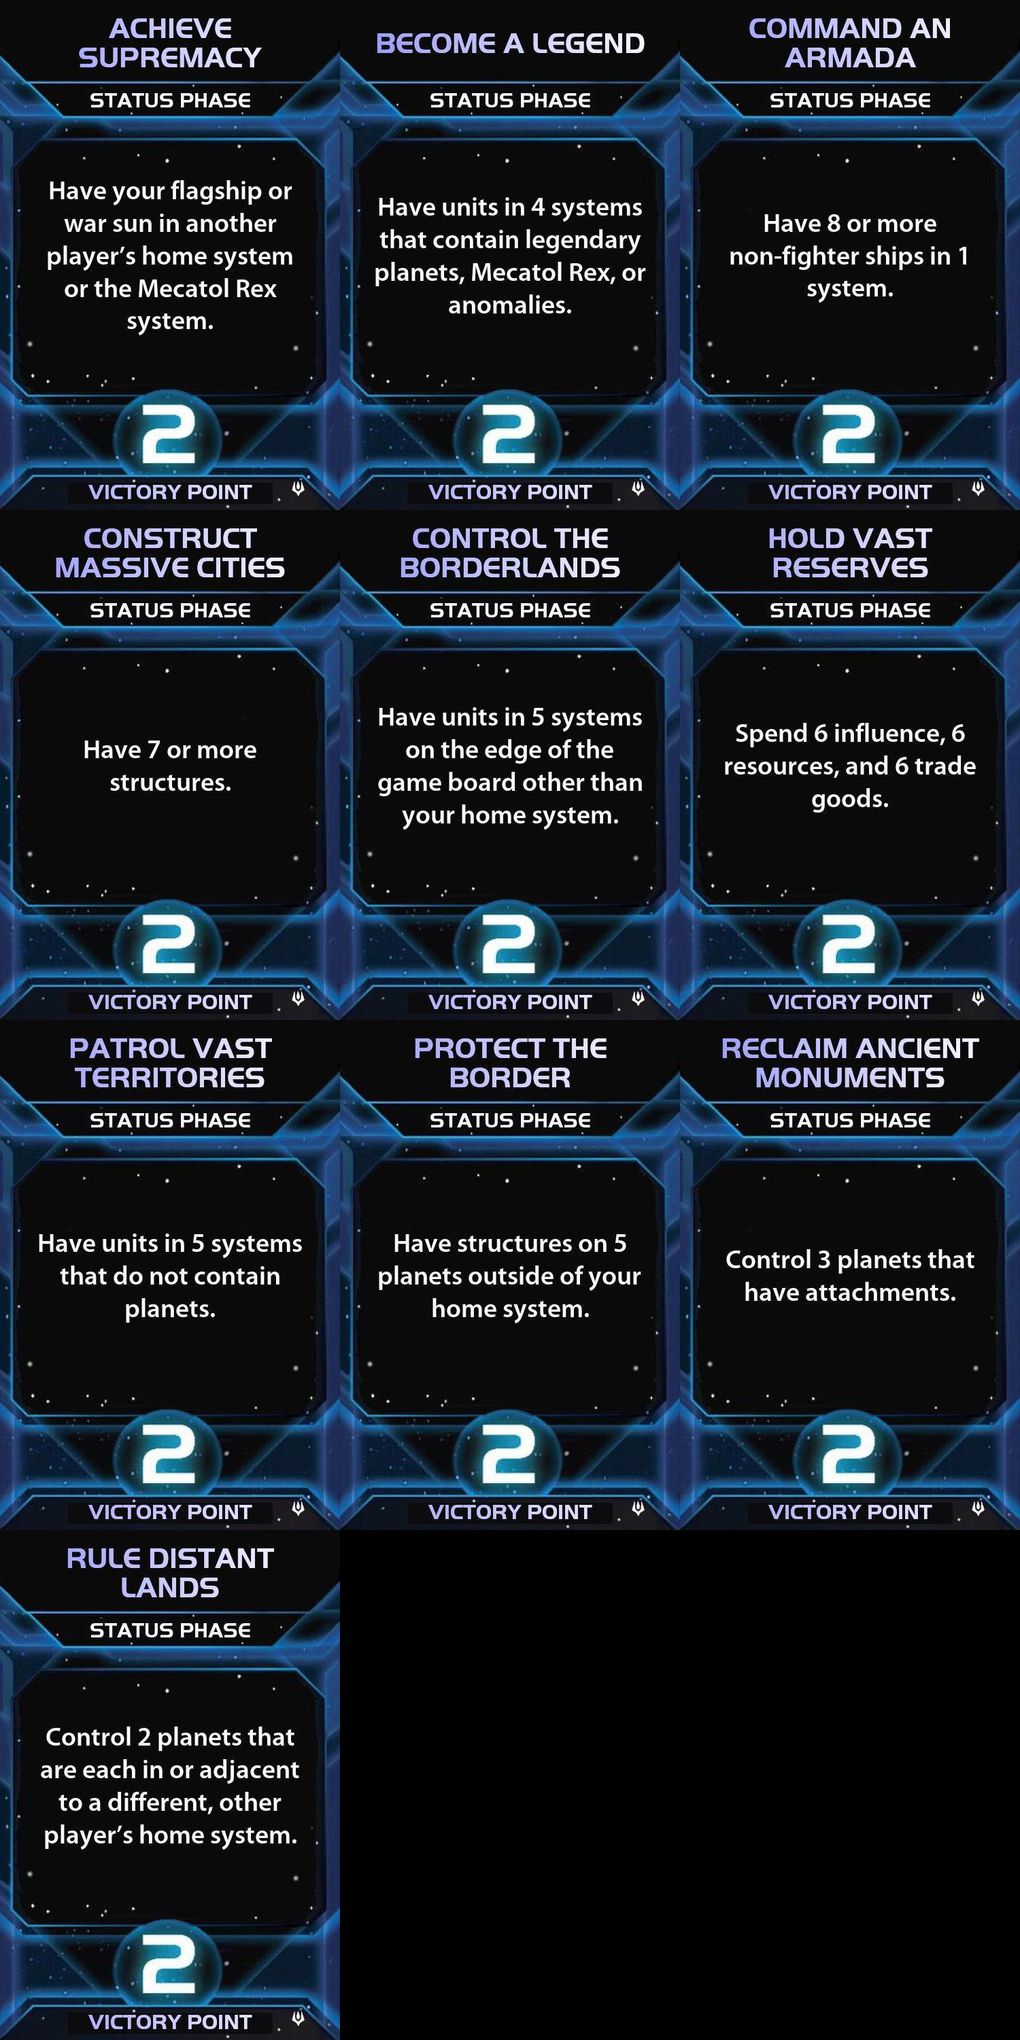 ACHIEVE
SUPREMACY
STATUS PHASE
Have your flagship or
war sun in another
player’s home system
or the Mecatol Rex
system.
2
VICTORY POINT
BECOME A LEGEND
STATUS PHASE
Have units in 4 systems
that contain legendary
planets, Mecatol Rex, or
anomalies.
2
VICTORY POINT
COMMAND AN
ARMADA
STATUS PHASE
Have 8 or more
non-fighter ships in 1
system.
2
VICTORY POINT
CONSTRUCT
MASSIVE CITIES
STATUS PHASE
Have 7 or more
structures.
2
VICTORY POINT
CONTROL THE
BORDERLANDS
STATUS PHASE
Have units in 5 systems
on the edge of the
game board other than
your home system.
2
VICTORY POINT
HOLD VAST
RESERVES
STATUS PHASE
Spend 6 influence, 6
resources, and 6 trade
goods.
2
VICTORY POINT
PATROL VAST
TERRITORIES
STATUS PHASE
Have units in 5 systems
that do not contain
planets.
2
VICTORY POINT
PROTECT THE
BORDER
STATUS PHASE
Have structures on 5
planets outside of your
home system.
2
VICTORY POINT
RECLAIM ANCIENT
MONUMENTS
STATUS PHASE
Control 3 planets that
have attachments.
2
VICTORY POINT
RULE DISTANT
LANDS
STATUS PHASE
Control 2 planets that
are each in or adjacent
to a different, other
player’s home system.
2
VICTORY POINT